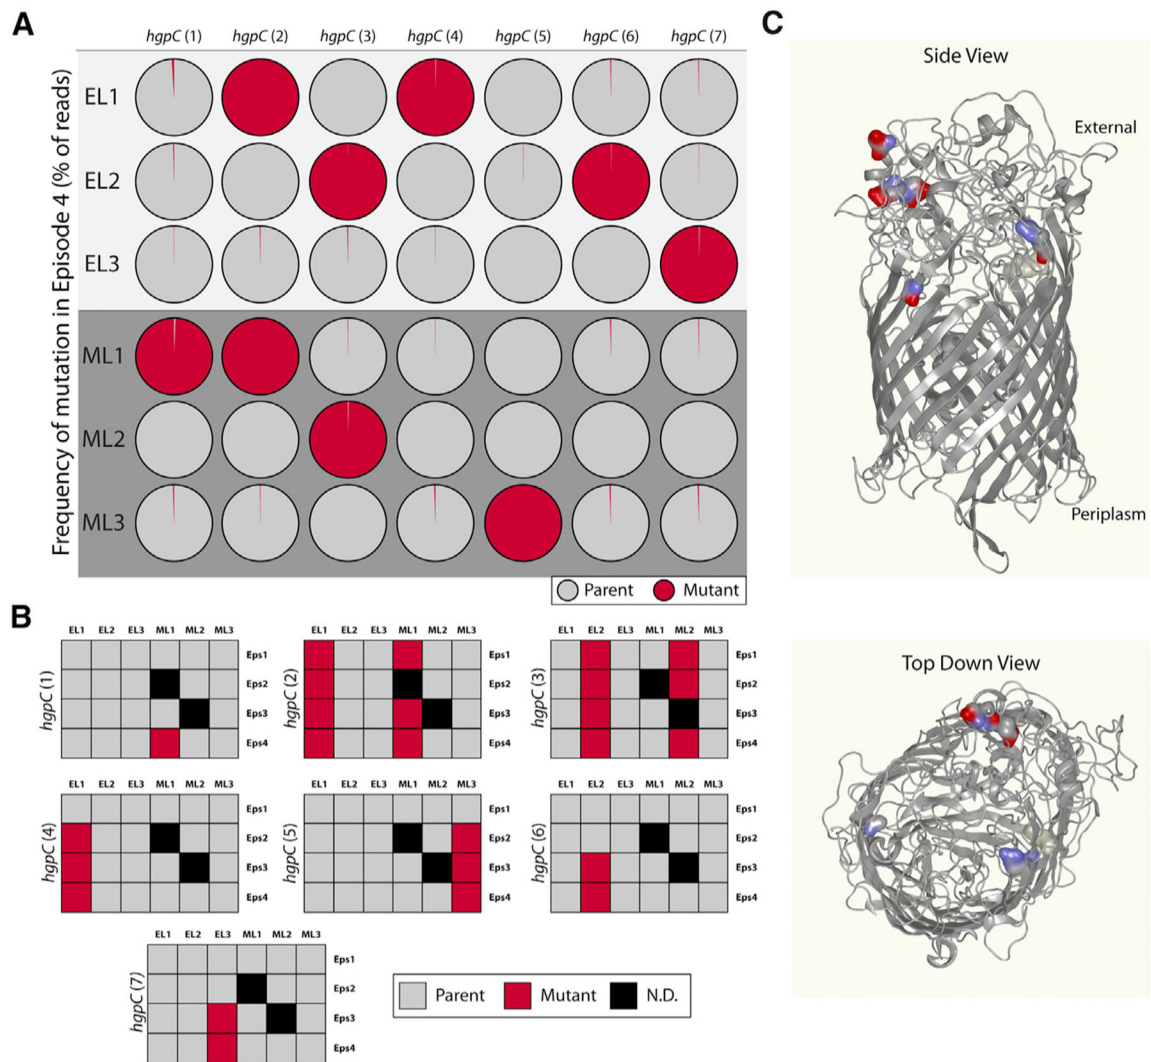 A
hgpC (1) hgpC (2) hgpC (3) hgpC (4) hgpC (5) hgpC (6) hgpC (7)
Frequency of mutation in Episode 4 (% of reads)
EL1
EL2
EL3
ML1
ML2
ML3
Parent Mutant
B
EL1 EL2 EL3 ML1 ML2 ML3
hgpC (1)
Eps1
Eps2
Eps3
Eps4
EL1 EL2 EL3 ML1 ML2 ML3
hgpC (2)
Eps1
Eps2
Eps3
Eps4
EL1 EL2 EL3 ML1 ML2 ML3
hgpC (3)
Eps1
Eps2
Eps3
Eps4
EL1 EL2 EL3 ML1 ML2 ML3
hgpC (4)
Eps1
Eps2
Eps3
Eps4
EL1 EL2 EL3 ML1 ML2 ML3
hgpC (5)
Eps1
Eps2
Eps3
Eps4
EL1 EL2 EL3 ML1 ML2 ML3
hgpC (6)
Eps1
Eps2
Eps3
Eps4
EL1 EL2 EL3 ML1 ML2 ML3
hgpC (7)
Eps1
Eps2
Eps3
Eps4
Parent Mutant N.D.
C
Side View
External
Periplasm
Top Down View